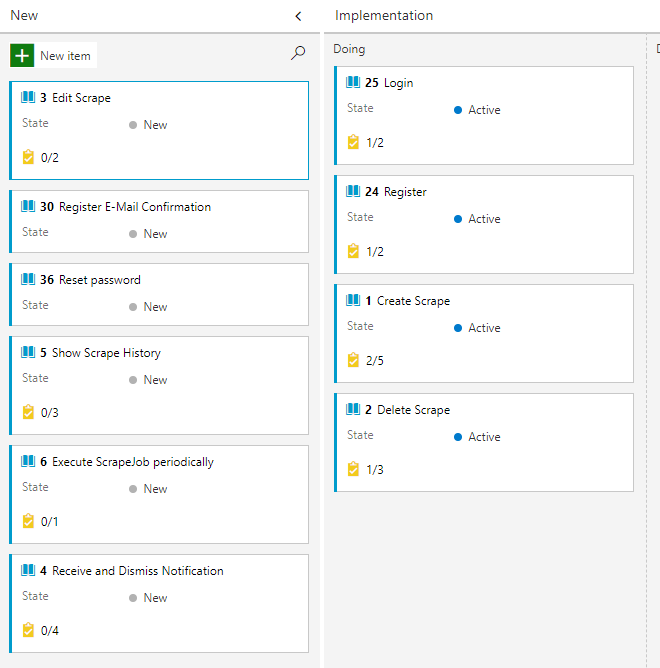 New
New item
3 Edit Scrape
State New
0/2
30 Register E-Mail Confirmation
State New
36 Reset password
State New
5 Show Scrape History
State New
0/3
6 Execute ScrapeJob periodically
State New
0/1
4 Receive and Dismiss Notification
State New
0/4
Implementation
Doing
25 Login
State Active
1/2
24 Register
State Active
1/2
1 Create Scrape
State Active
2/5
2 Delete Scrape
State Active
1/3